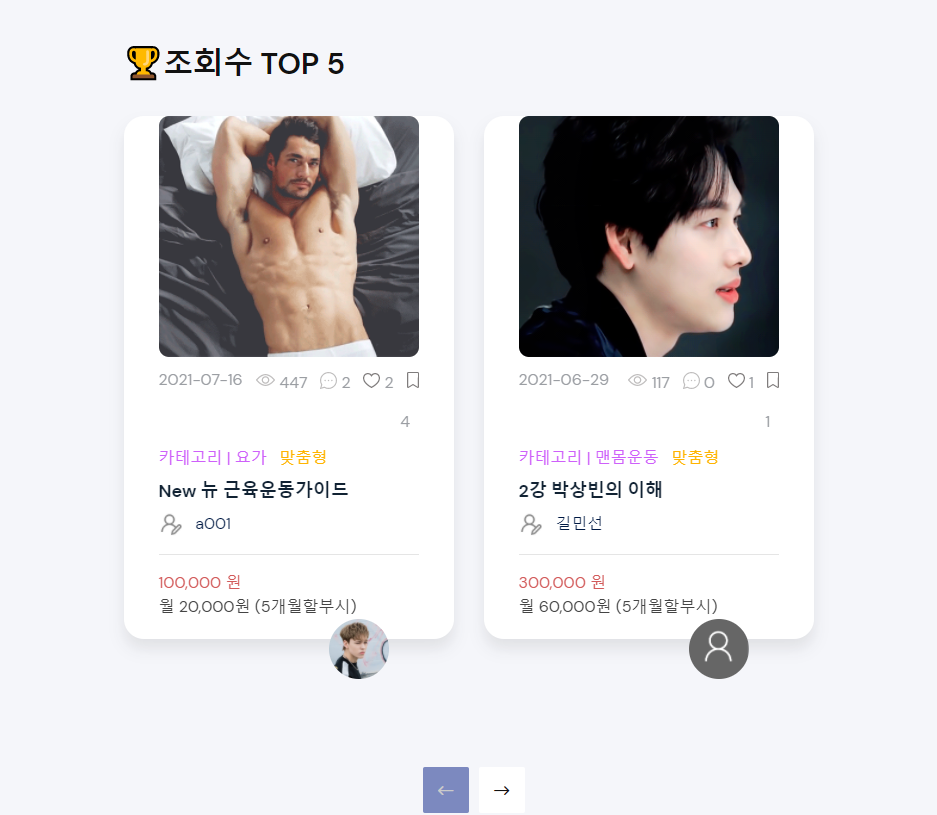 🏆조회수 TOP 5
2021-07-16 447 2 2
4
카테고리 | 요가 맞춤형
New 뉴 근육운동가이드
a001
100,000 원
월 20,000원 (5개월할부시)
2021-06-29 117 0 1
1
카테고리 | 맨몸운동 맞춤형
2강 박상빈의 이해
길민선
300,000 원
월 60,000원 (5개월할부시)
← →